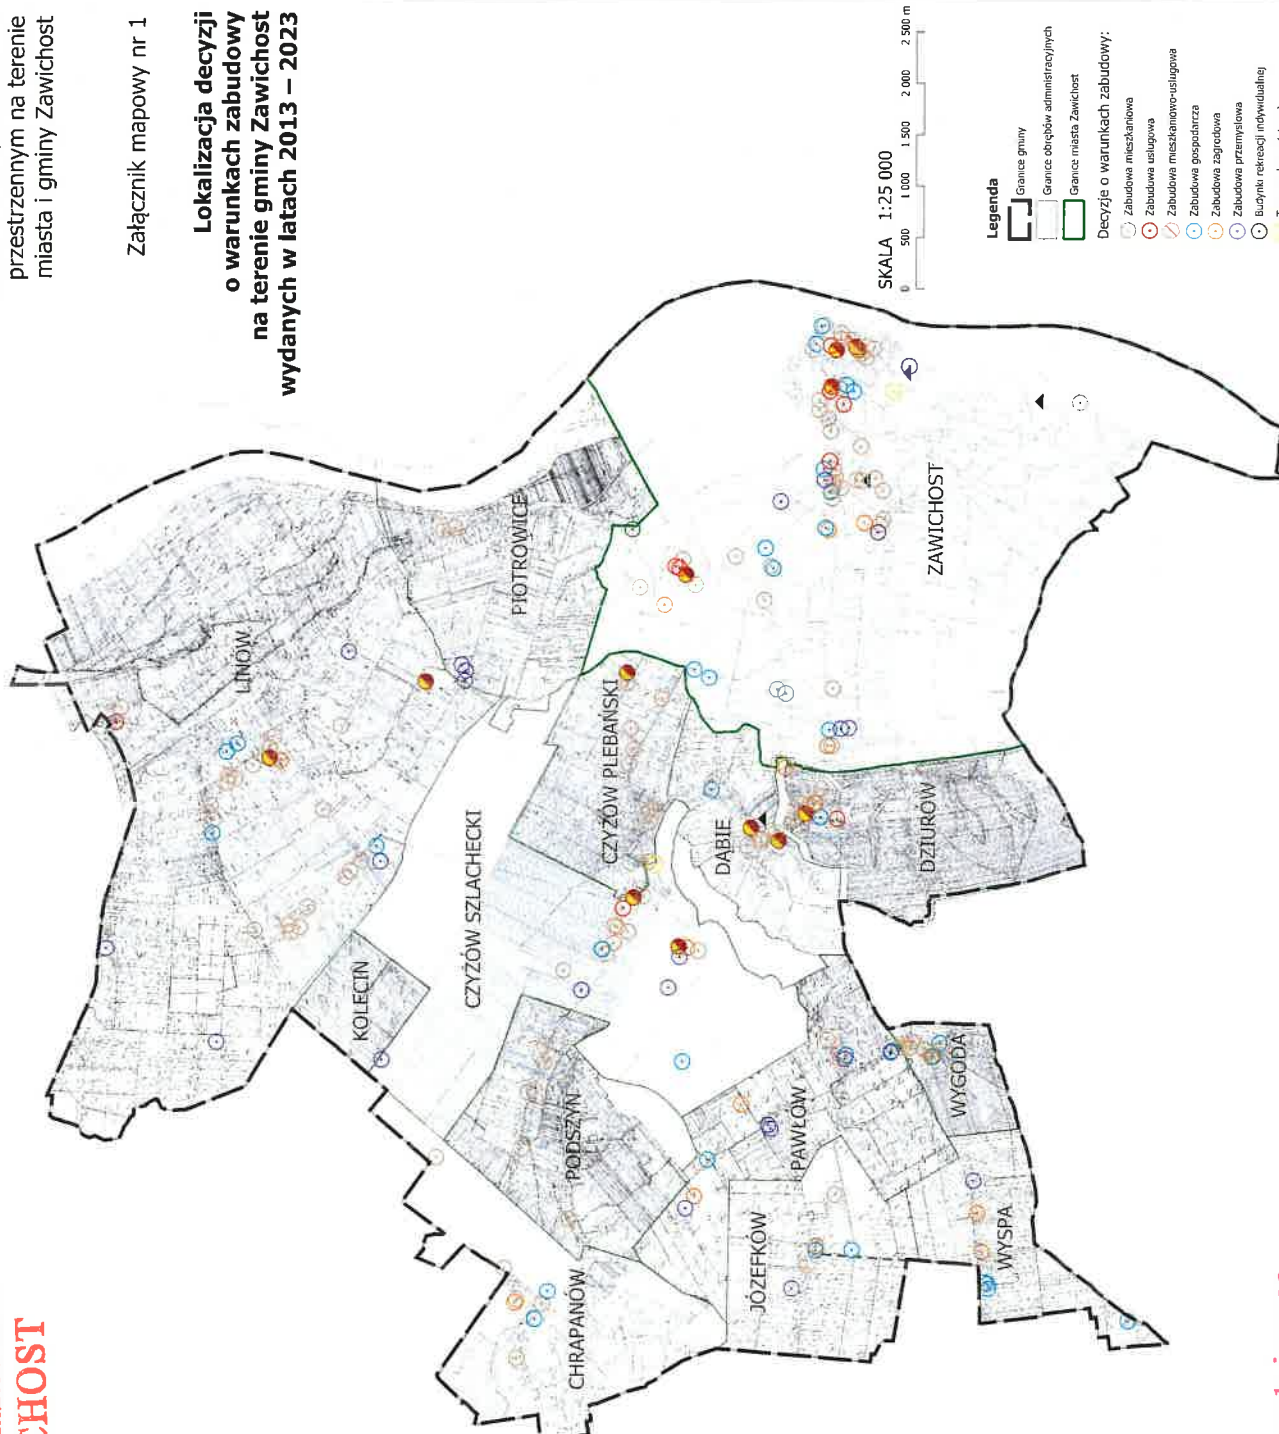 przestrzennym na terenie
miasta i gminy Zawichost
Załącznik mapowy nr 1
Lokalizacja decyzji
o warunkach zabudowy
na terenie gminy Zawichost
wydanych w latach 2013 – 2023
CHOST
SKALA 1:25 000
0 500 1 000 1 500 2 000 2 500 m
Legenda
Granice gminy
Granice obrębów administracyjnych
Granice miasta Zawichost
Decyzje o warunkach zabudowy:
Zabudowa mieszkaniowa
Zabudowa usługowa
Zabudowa mieszkaniowo-usługowa
Zabudowa gospodarcza
Zabudowa zagrodowa
Zabudowa przemysłowa
Budynki rekreacji indywidualnej
LINÓW
PIOTROWICE
KOLECIN
CZYŻÓW SZLACHECKI
CZYŻÓW PLEBAŃSKI
ZAWICHOST
DĄBIE
DZIURÓW
PODSZYN
CHRAPANÓW
PAWŁÓW
JÓZEFKÓW
WYGODA
WYSPA